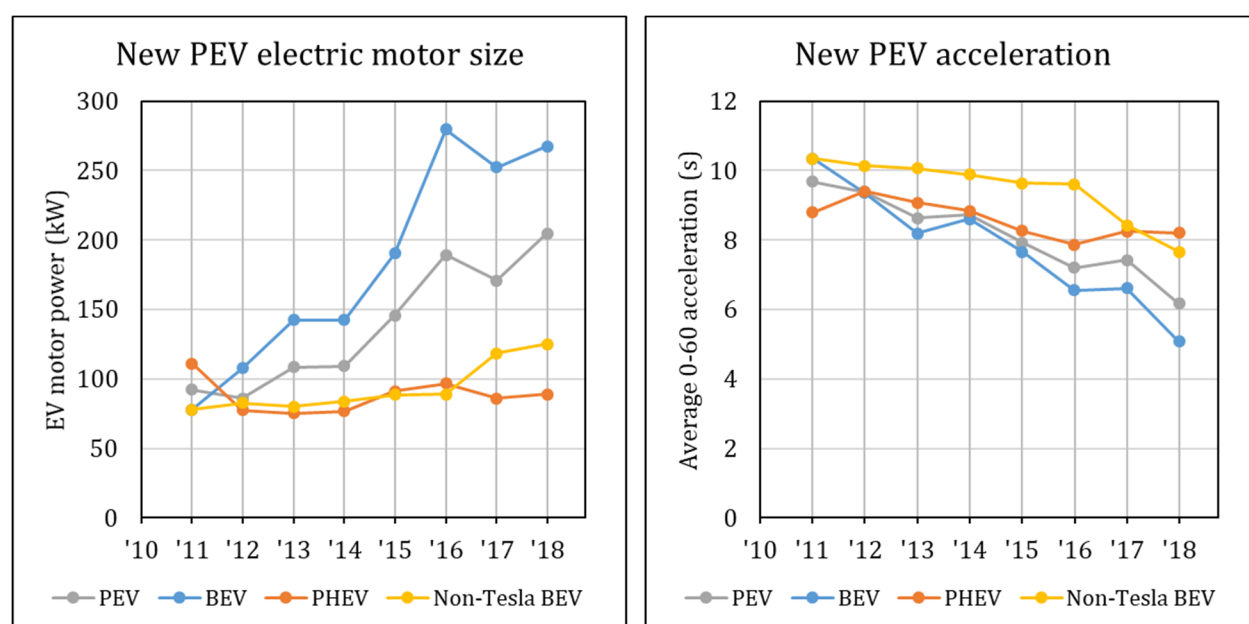 New PEV electric motor size
EV motor power (kW)
300
250
200
150
100
50
0
'10 '11 '12 '13 '14 '15 '16 '17 '18
PEV BEV PHEV Non-Tesla BEV
New PEV acceleration
Average 0-60 acceleration (s)
12
10
8
6
4
2
0
'10 '11 '12 '13 '14 '15 '16 '17 '18
PEV BEV PHEV Non-Tesla BEV